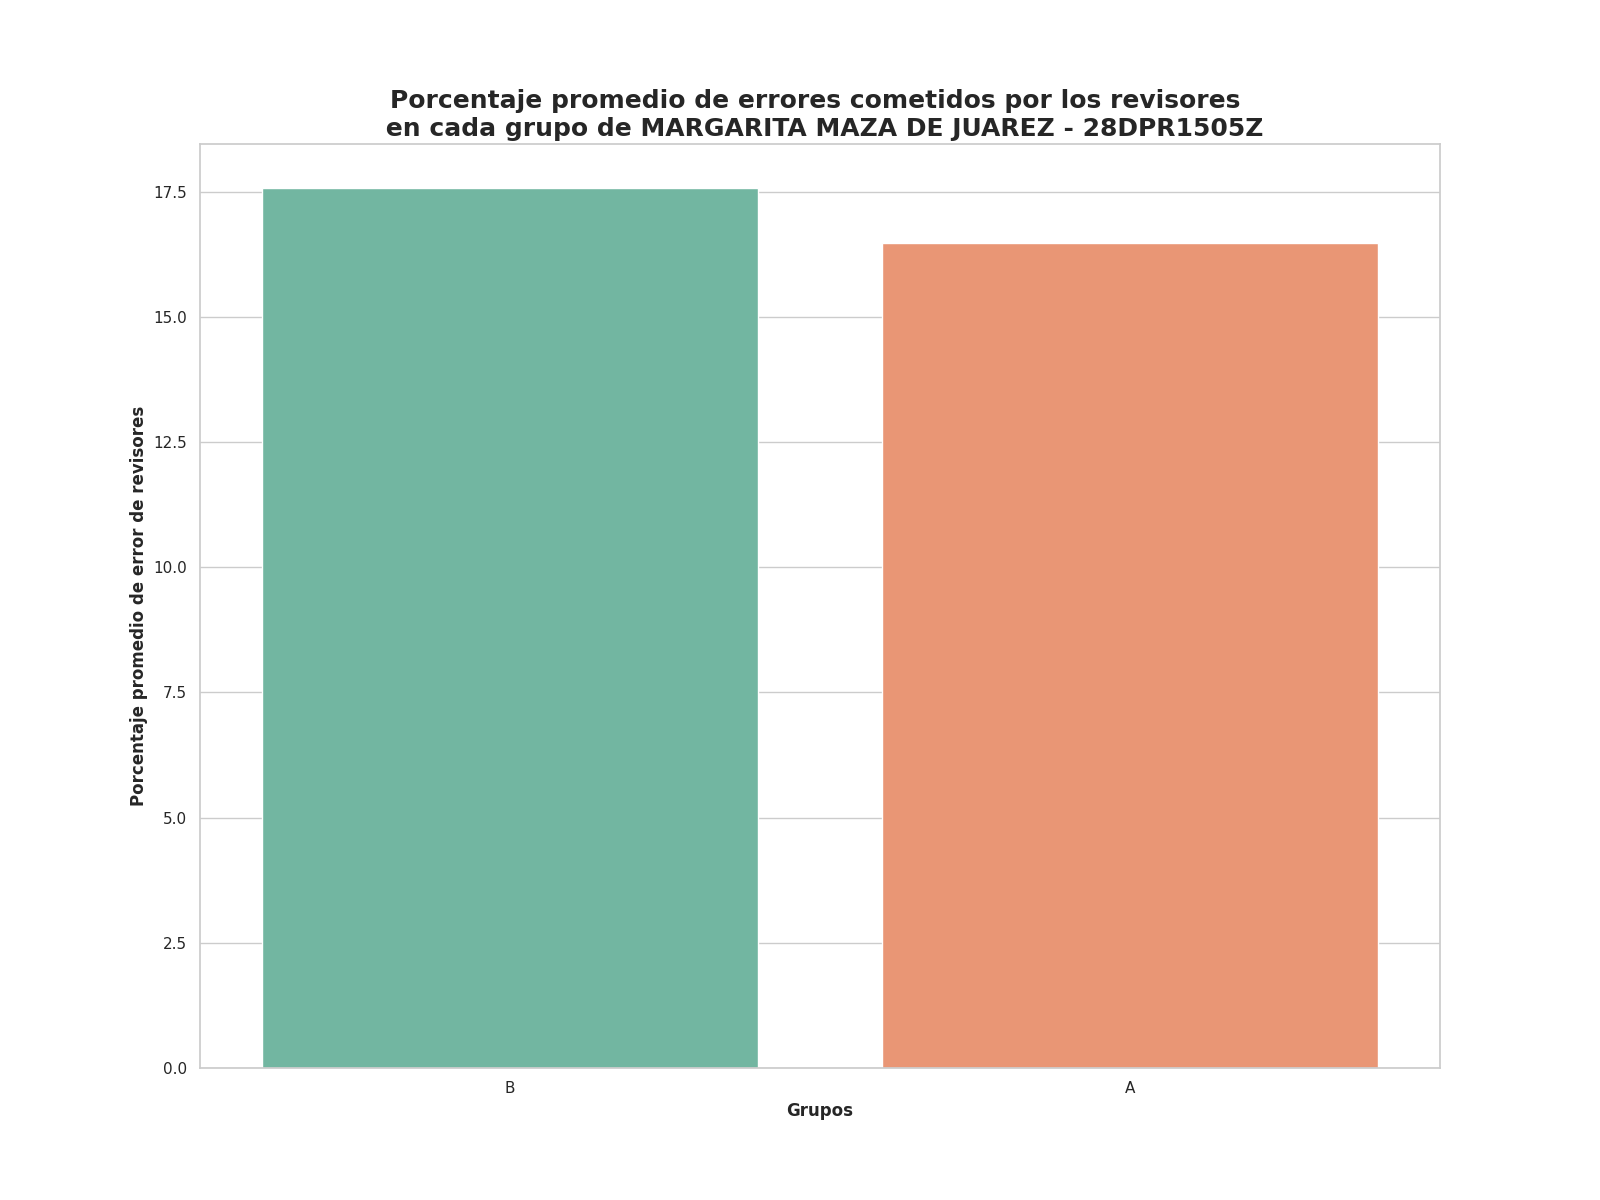 Porcentaje promedio de errores cometidos por los revisores
en cada grupo de MARGARITA MAZA DE JUAREZ - 28DPR1505Z
Porcentaje promedio de error de revisores
17.5
15.0
12.5
10.0
7.5
5.0
2.5
0.0
B
A
Grupos